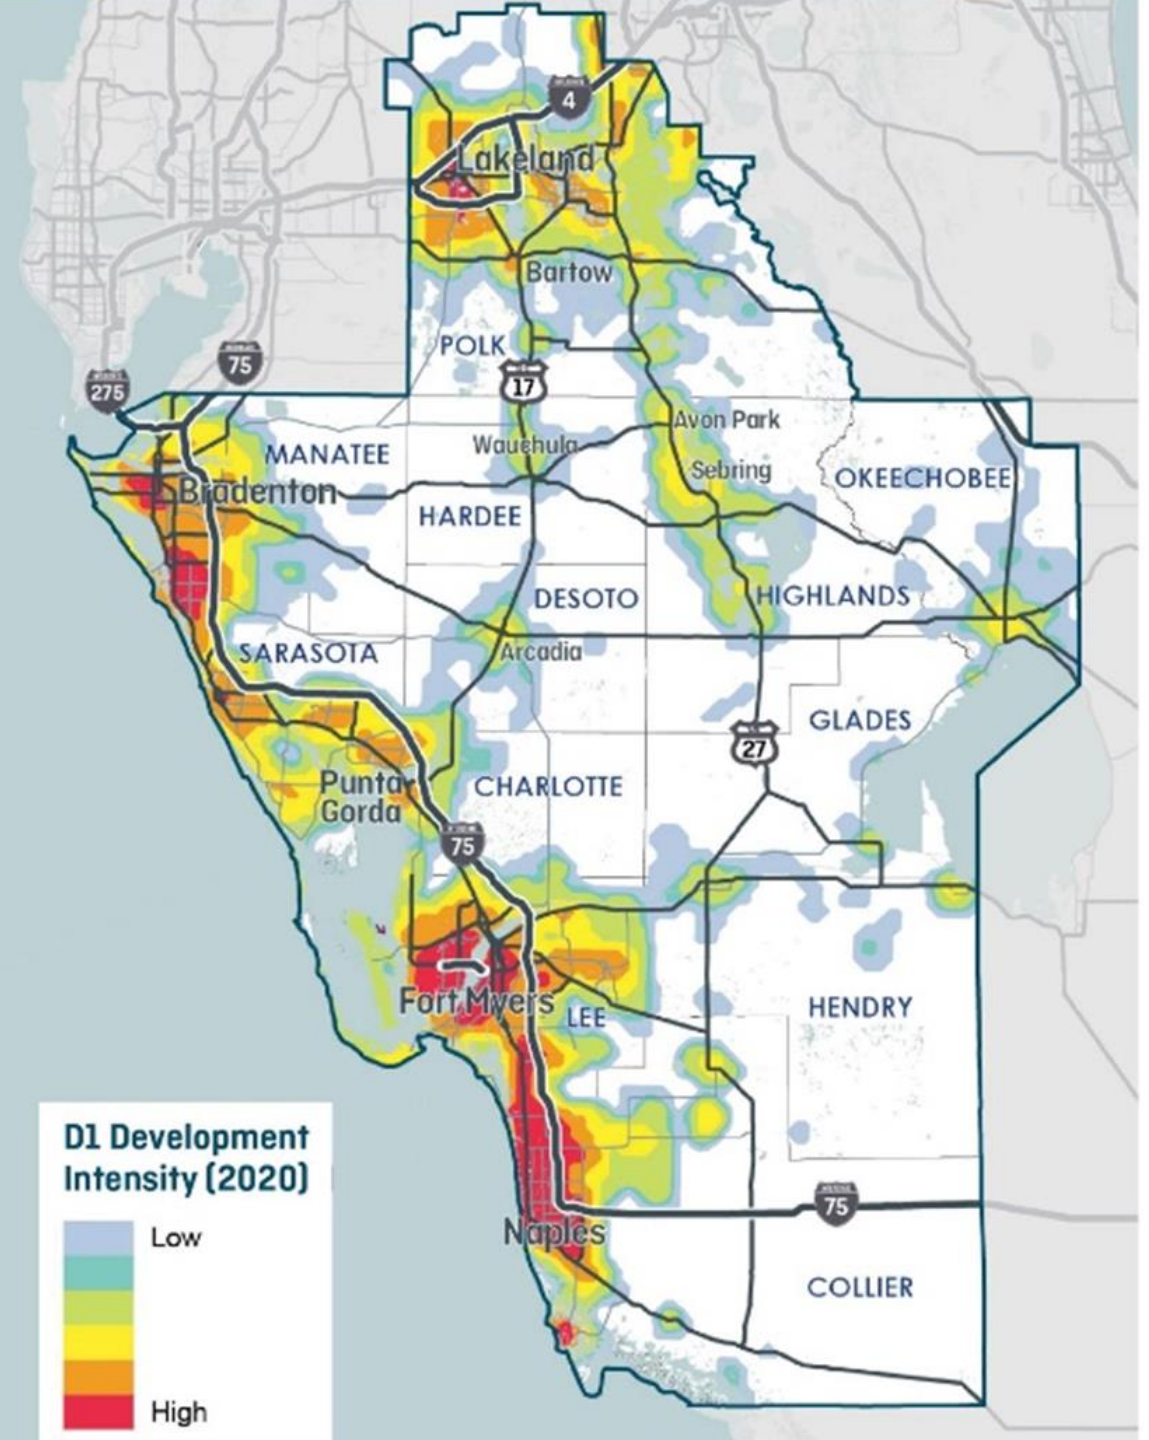 4
Lakeland
Bartow
POLK
75
275
17
Avon Park
Wauchula
MANATEE
Sebring
OKEECHOBEE
Bradenton
HARDEE
DESOTO
HIGHLANDS
SARASOTA
Arcadia
GLADES
27
Punta
Gorda
CHARLOTTE
75
Fort Myers
LEE
HENDRY
D1 Development
Intensity (2020)
Low
High
75
Naples
COLLIER